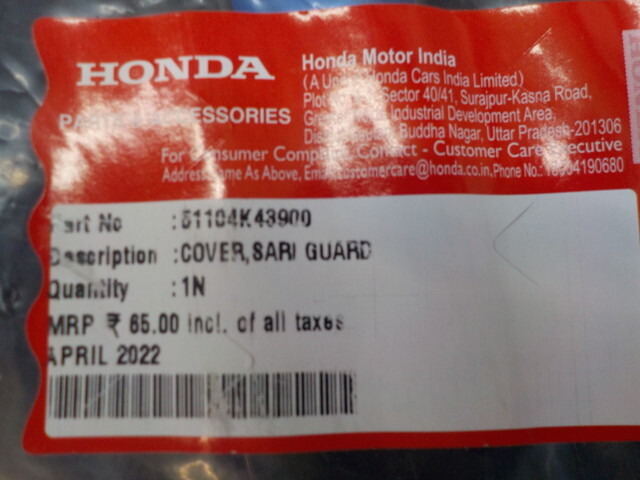 HONDA
PARTS & ACCESSORIES
Honda Motor India
(A Honda Cars India Limited)
Sector 40/41, Surajpur-Kasna Road,
Industrial Development Area,
Buddha Nagar, Uttar Pradesh-201306
For Consumer Contact - Customer Care Executive
Address: Same As Above, Email: customercare@honda.co.in, Phone No.:
Part No :
Description :COVER,SARI GUARD
Quantity :1N
MRP ₹ 65.00 incl. of all taxes
APRIL 2022